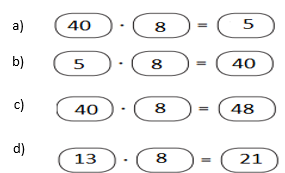 a) 40 · 8 = 5
b) 5 · 8 = 40
c) 40 · 8 = 48
d) 13 · 8 = 21